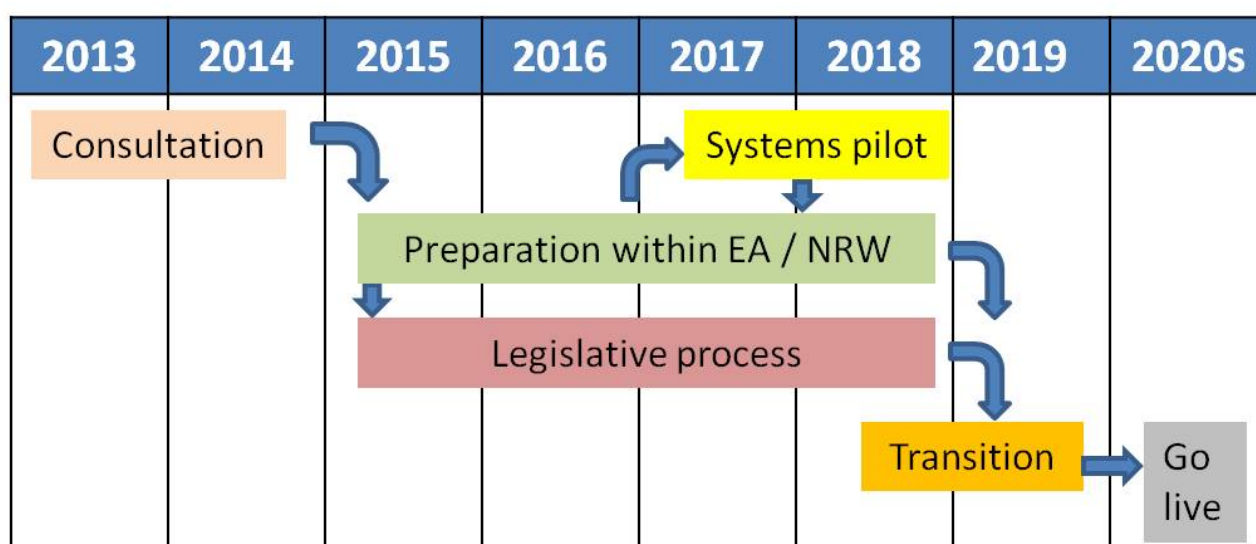 2013 2014 2015 2016 2017 2018 2019 2020s
Consultation
Systems pilot
Preparation within EA / NRW
Legislative process
Transition
Go
live